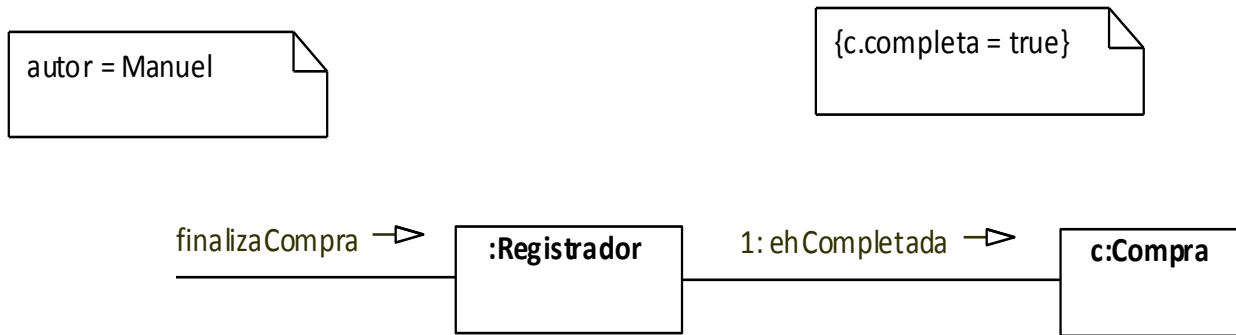 autor = Manuel
{c.completa = true}
finalizaCompra
:Registrador
1: ehCompletada
c:Compra